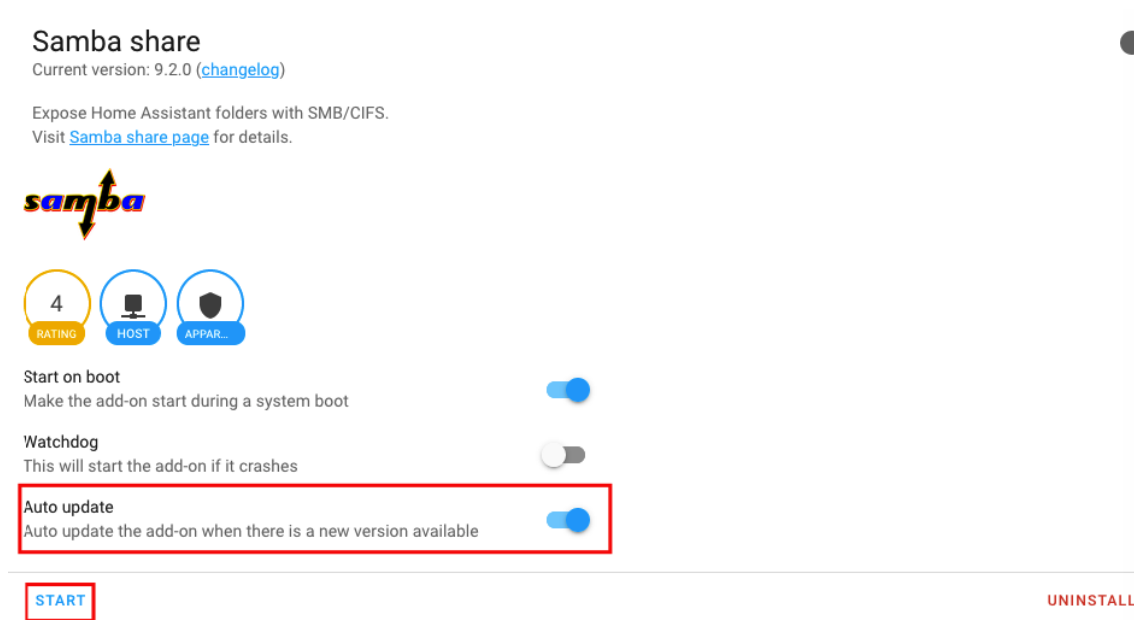 Samba share
Current version: 9.2.0 (changelog)
Expose Home Assistant folders with SMB/CIFS.
Visit Samba share page for details.
samba
4
RATING
HOST
APPAR...
Start on boot
Make the add-on start during a system boot
Watchdog
This will start the add-on if it crashes
Auto update
Auto update the add-on when there is a new version available
START
UNINSTALL